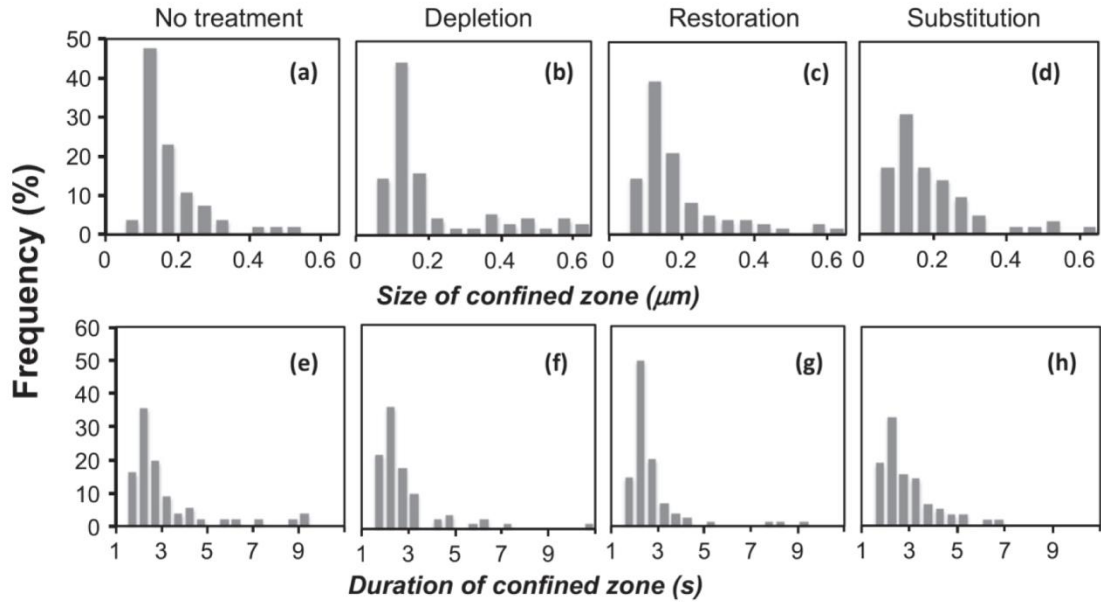 No treatment Depletion Restoration Substitution
50 (a) (b) (c) (d)
40
30
20
10
0
0 0.2 0.4 0.6 0 0.2 0.4 0.6 0 0.2 0.4 0.6 0 0.2 0.4 0.6
Size of confined zone (μm)
Frequency (%)
60 (e) (f) (g) (h)
50
40
30
20
10
0
1 3 5 7 9 1 3 5 7 9 1 3 5 7 9 1 3 5 7 9
Duration of confined zone (s)